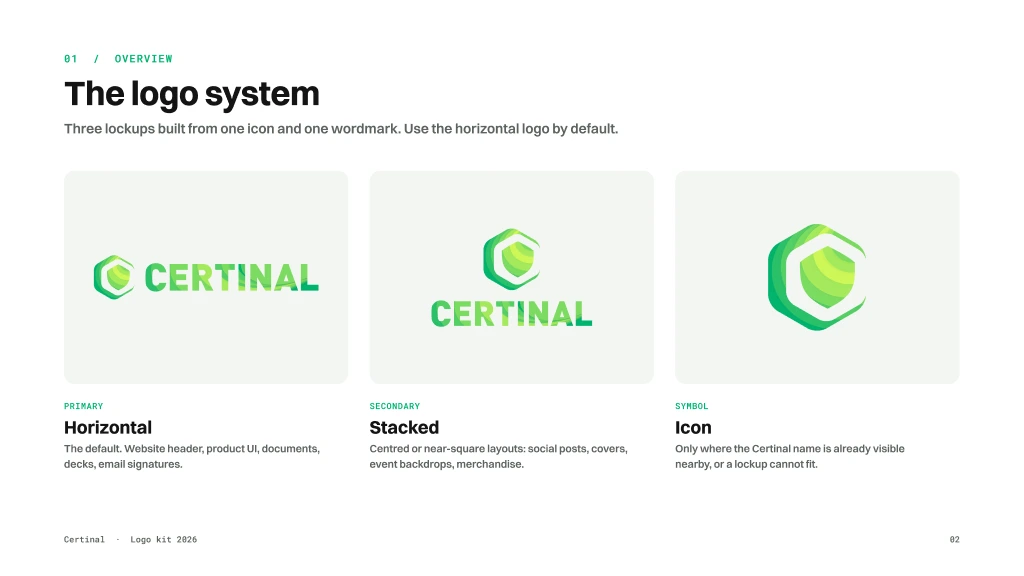 01 / OVERVIEW
The logo system
Three lockups built from one icon and one wordmark. Use the horizontal logo by default.
CERTINAL
CERTINAL
PRIMARY
Horizontal
The default. Website header, product UI, documents,
decks, email signatures.
SECONDARY
Stacked
Centred or near-square layouts: social posts, covers,
event backdrops, merchandise.
SYMBOL
Icon
Only where the Certinal name is already visible
nearby, or a lockup cannot fit.
Certinal · Logo kit 2026
02